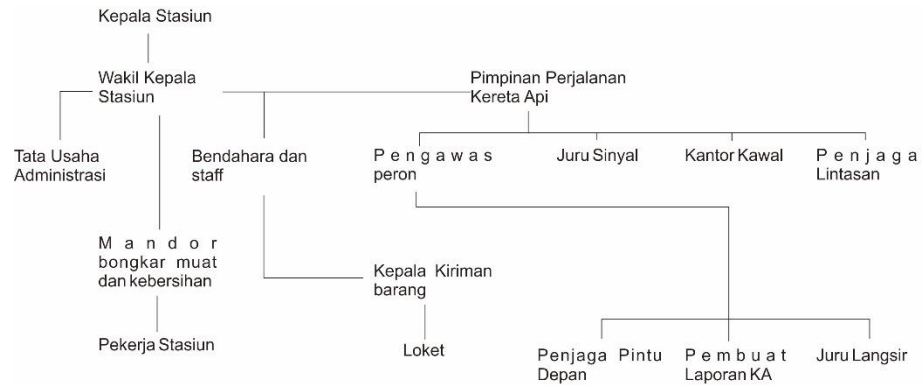 Kepala Stasiun
Wakil Kepala
Stasiun
Pimpinan Perjalanan
Kereta Api
Tata Usaha
Administrasi
Bendahara dan
staff
Pengawas
peron
Juru Sinyal
Kantor Kawal
Penjaga
Lintasan
Mandor
bongkar muat
dan kebersihan
Kepala Kiriman
barang
Pekerja Stasiun
Loket
Penjaga Pintu
Depan
Pembuat
Laporan KA
Juru Langsir